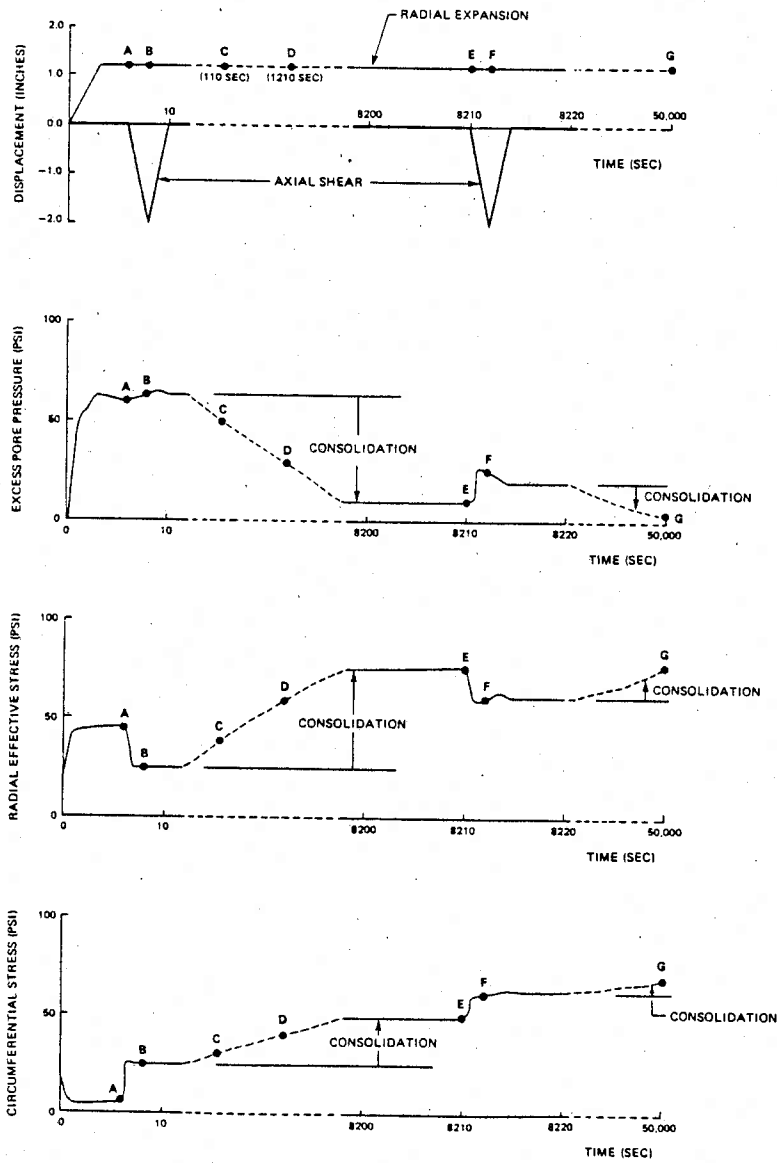 RADIAL EXPANSION
DISPLACEMENT (INCHES)
2.0
1.0
0.0
−1.0
−2.0
A B C D E F G
(110 SEC) (1210 SEC)
10 8200 8210 8220 50,000
TIME (SEC)
AXIAL SHEAR
EXCESS PORE PRESSURE (PSI)
100
50
0
A B C D E F G
CONSOLIDATION
CONSOLIDATION
0 10 8200 8210 8220 50,000
TIME (SEC)
RADIAL EFFECTIVE STRESS (PSI)
100
50
0
A B C D E F G
CONSOLIDATION
CONSOLIDATION
0 10 8200 8210 8220 50,000
TIME (SEC)
CIRCUMFERENTIAL STRESS (PSI)
100
50
0
A B C D E F G
CONSOLIDATION
CONSOLIDATION
0 10 8200 8210 8220 50,000
TIME (SEC)